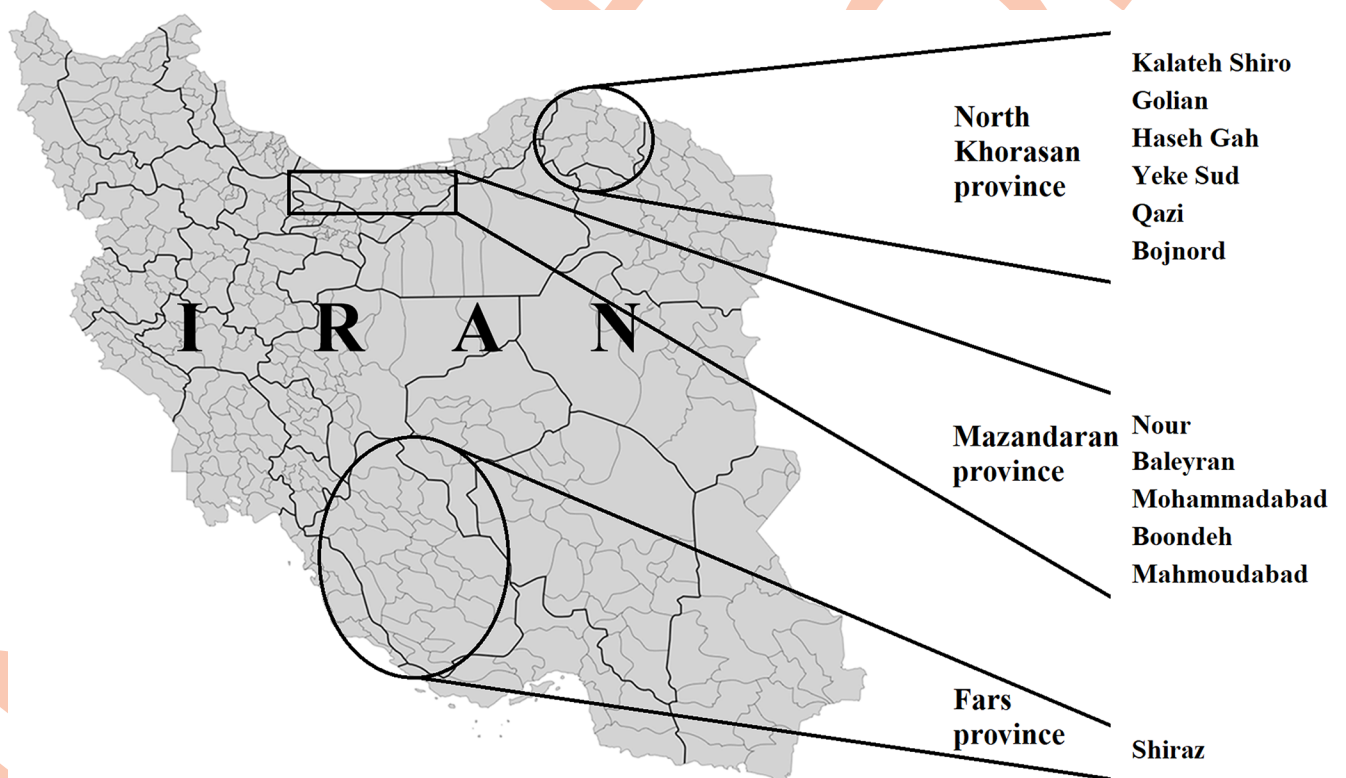 North
Khorasan
province
Kalateh Shiro
Golian
Haseh Gah
Yeke Sud
Qazi
Bojnord
I R A N
Mazandaran
province
Nour
Baleyran
Mohammadabad
Boondeh
Mahmoudabad
Fars
province
Shiraz